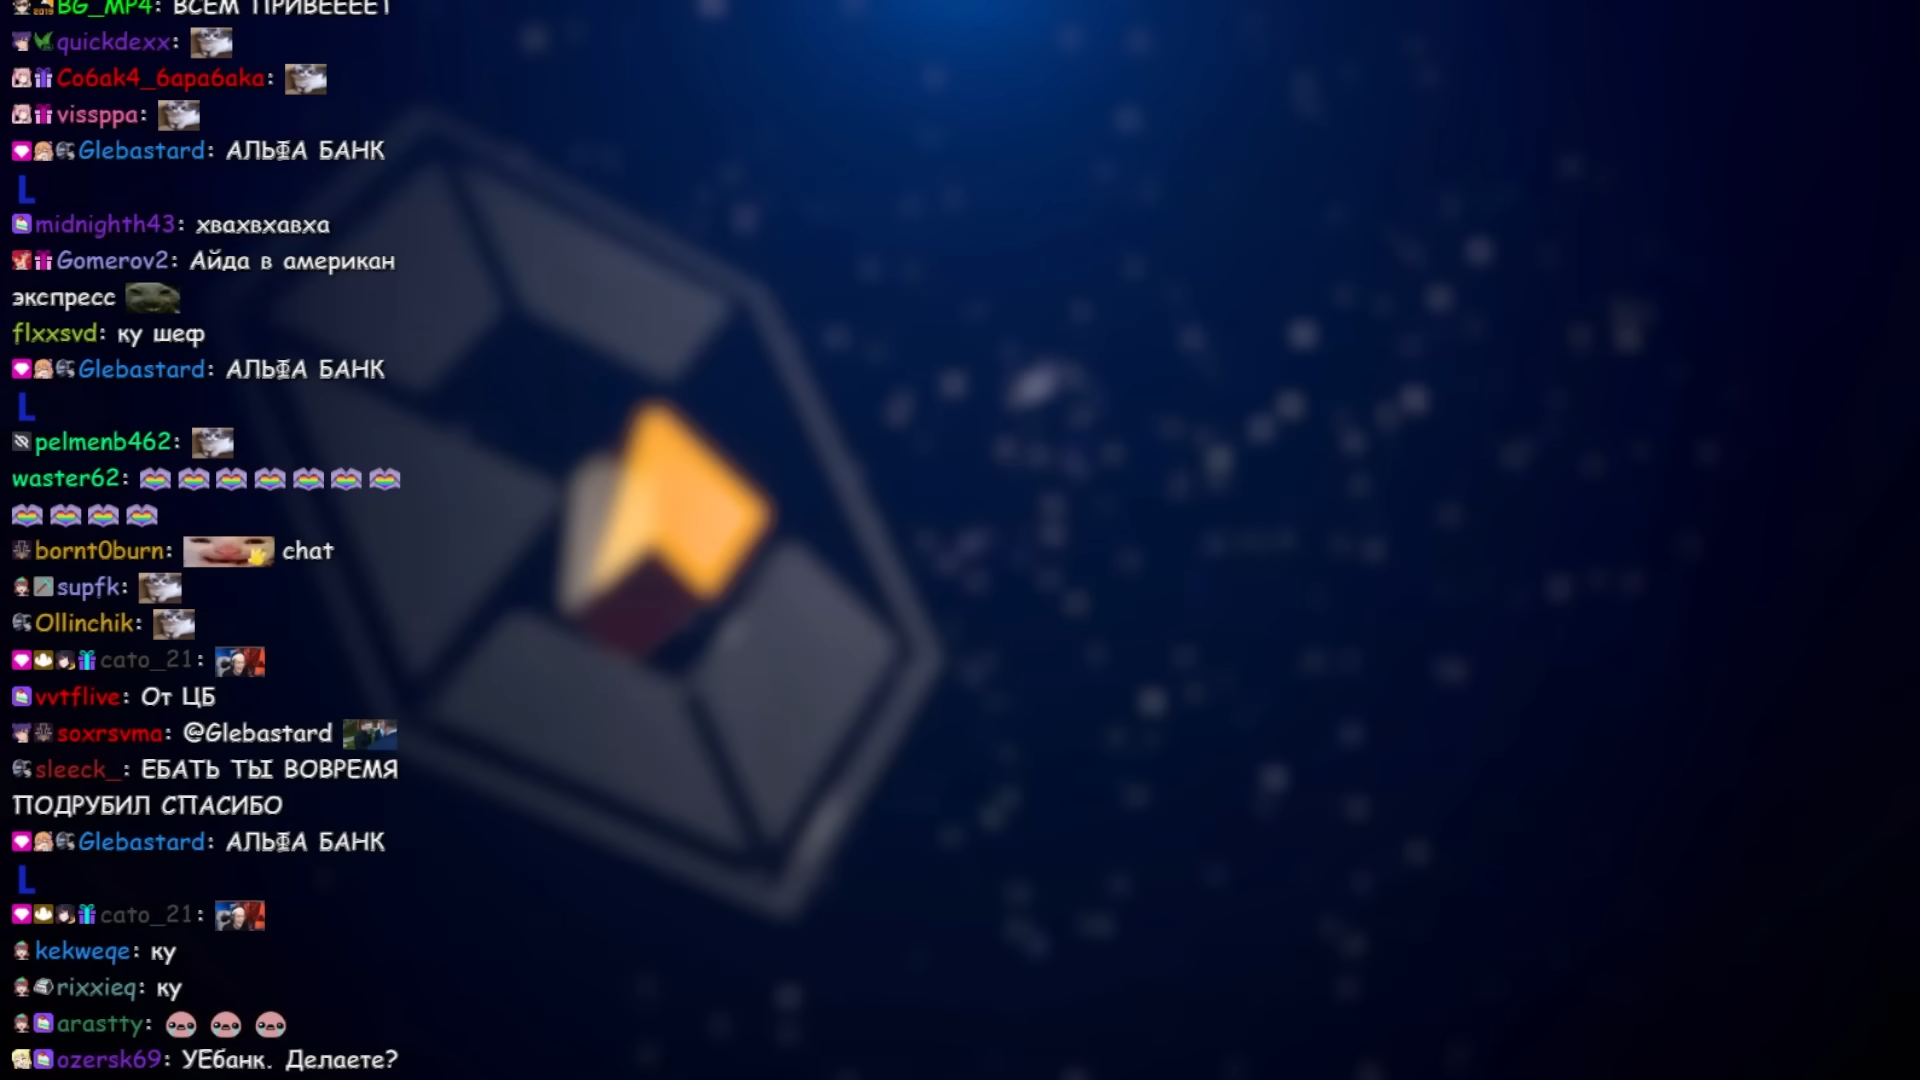 BG_MP4: ВСЕМ ПРИВЕЕЕЕТ
quickdexx:
Co6ak4_6apa6aka:
vissppa:
Glebastard: АЛЬФА БАНК
L
midnighth43: хвахвхавха
Gomerov2: Айда в американ
экспресс
flxxsvd: ку шеф
Glebastard: АЛЬФА БАНК
L
pelmenb462:
waster62:
bornt0burn: chat
supfk:
Ollinchik:
cato_21:
vvtflive: От ЦБ
soxrsvma: @Glebastard
sleeck_: ЕБАТЬ ТЫ ВОВРЕМЯ
ПОДРУБИЛ СПАСИБО
Glebastard: АЛЬФА БАНК
L
cato_21:
kekweqe: ку
rixxieq: ку
arastty:
ozersk69: УЕбанк. Делаете?